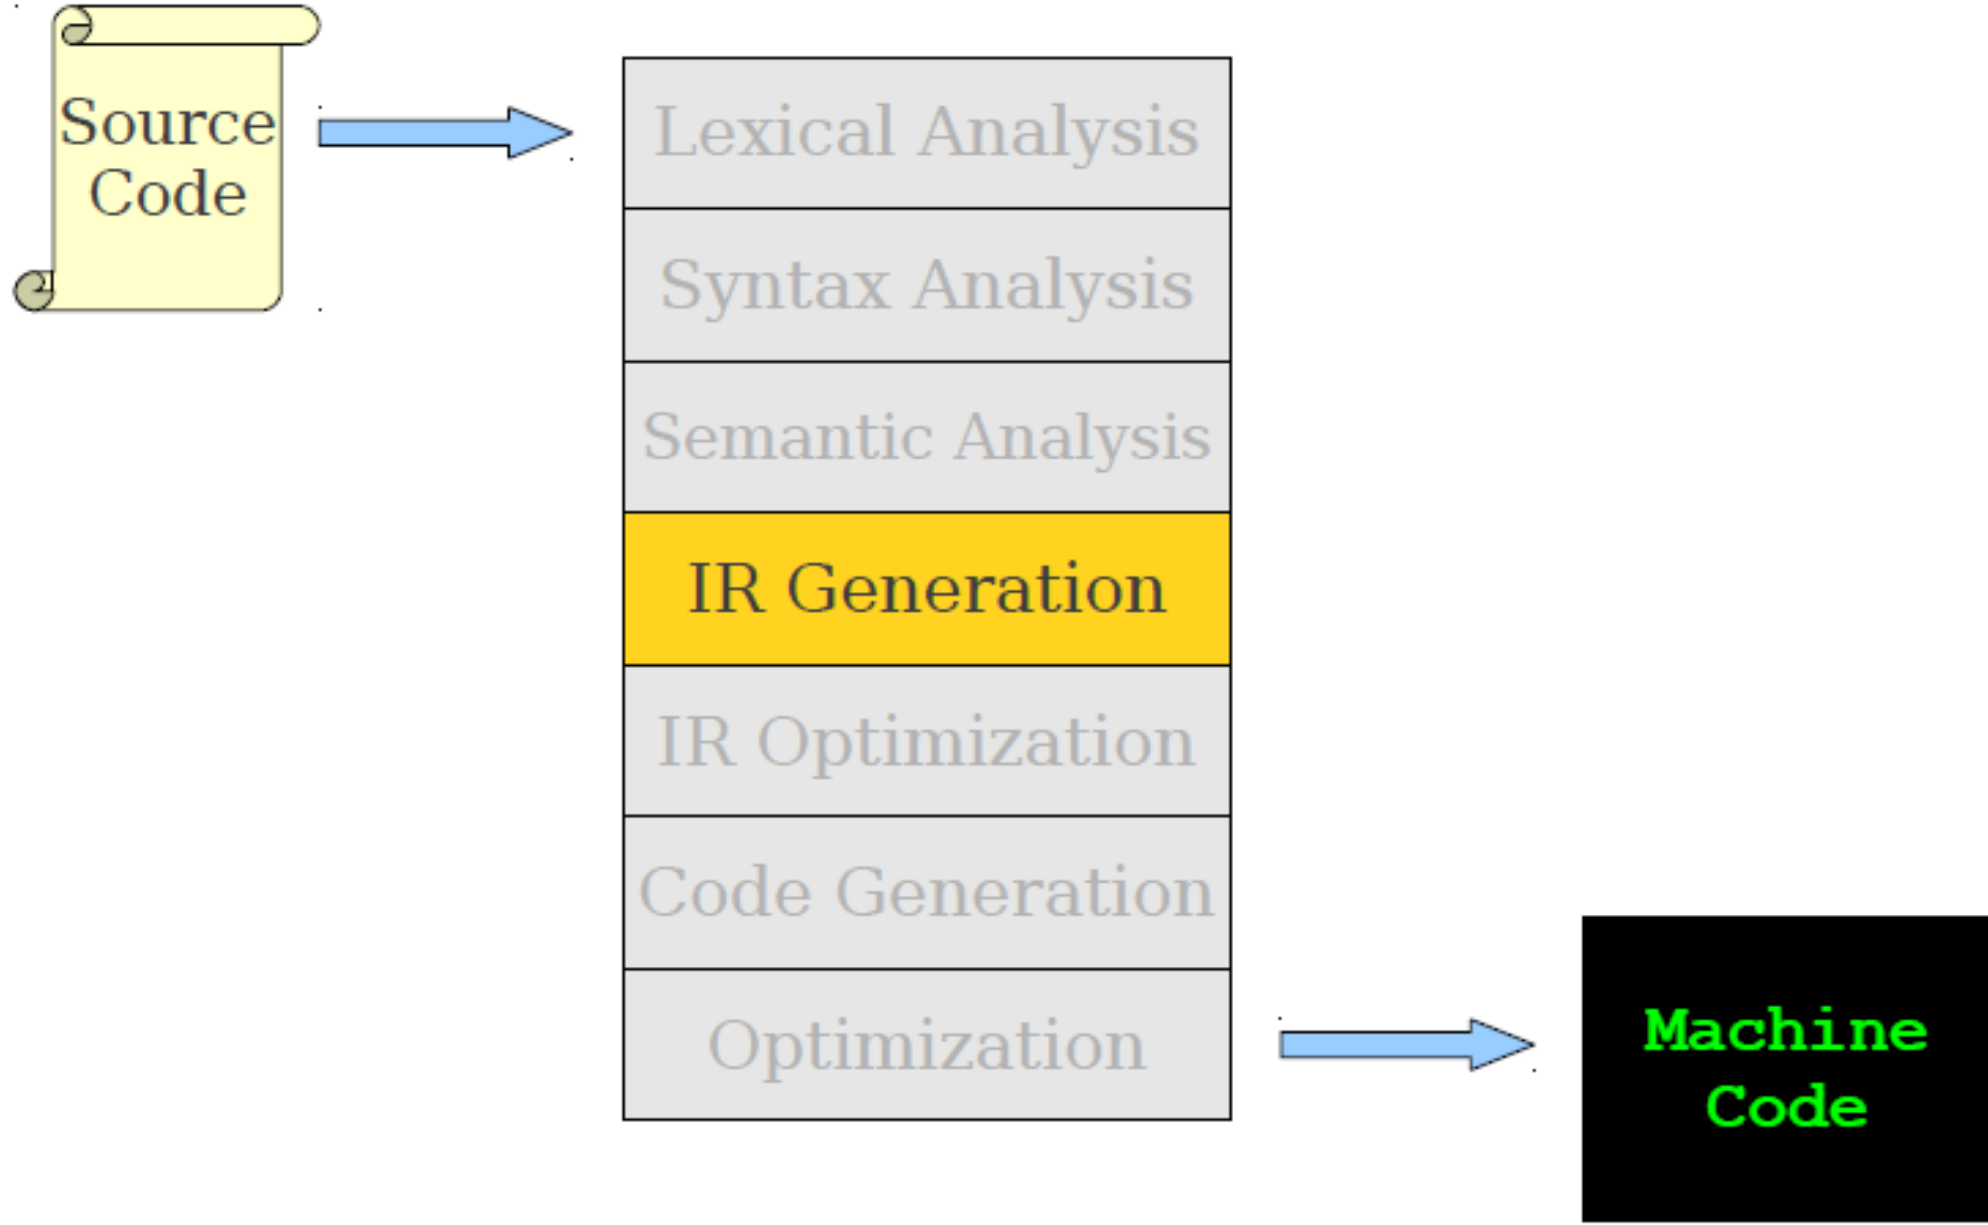 Source
Code
Lexical Analysis
Syntax Analysis
Semantic Analysis
IR Generation
IR Optimization
Code Generation
Optimization
Machine
Code